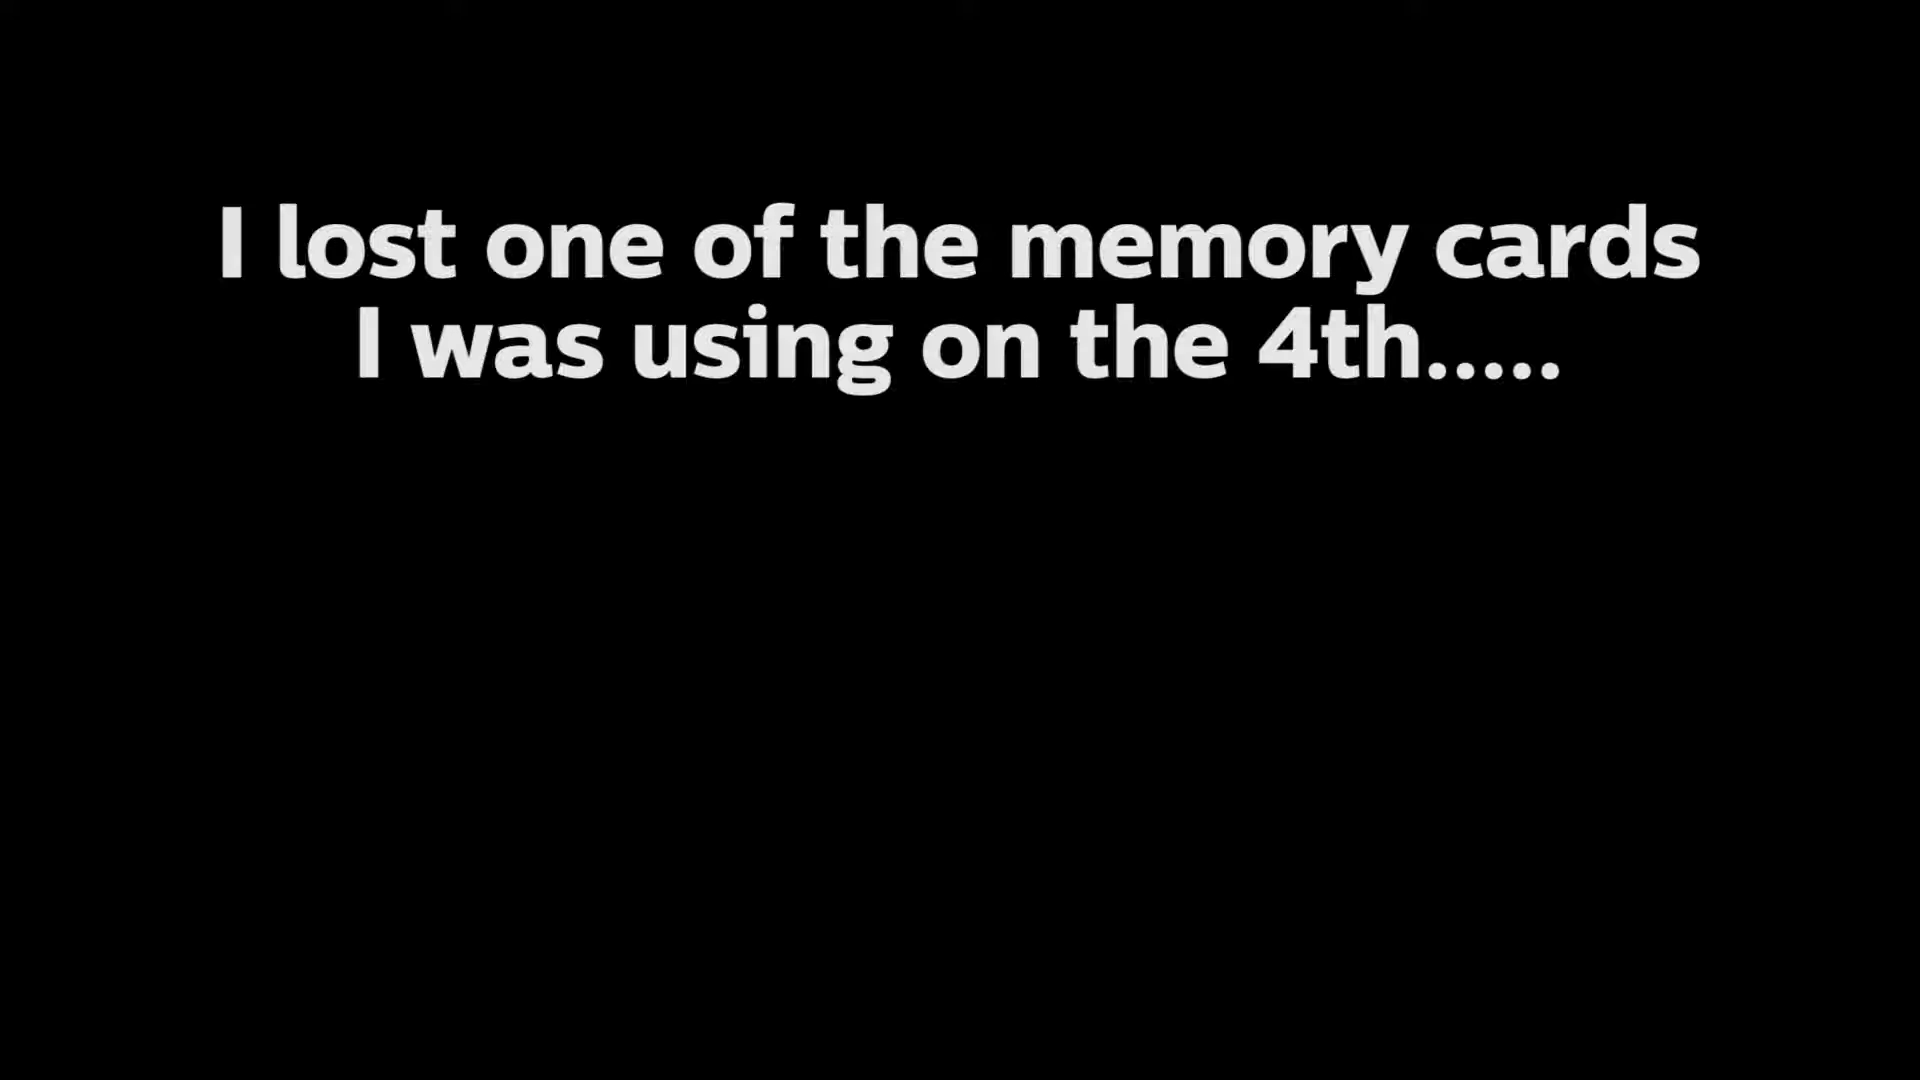 I lost one of the memory cards
I was using on the 4th.....